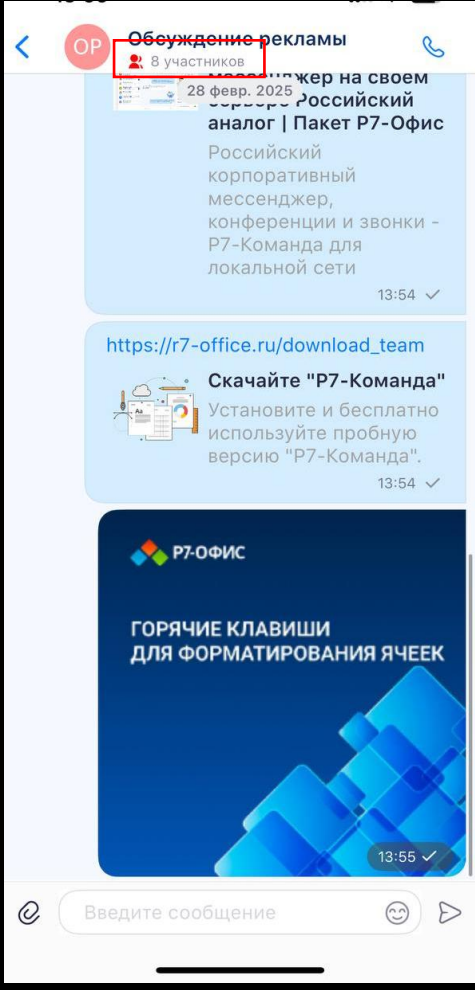 ОР
Обсуждение рекламы
8 участников
28 февр. 2025
мессенджер на своем
сервере Российский
аналог | Пакет Р7-Офис
Российский
корпоративный
мессенджер,
конференции и звонки -
Р7-Команда для
локальной сети
13:54
https://r7-office.ru/download_team
Скачайте "Р7-Команда"
Aa
Установите и бесплатно
используйте пробную
версию "Р7-Команда".
13:54
Р7-ОФИС
ГОРЯЧИЕ КЛАВИШИ
ДЛЯ ФОРМАТИРОВАНИЯ ЯЧЕЕК
13:55
Введите сообщение